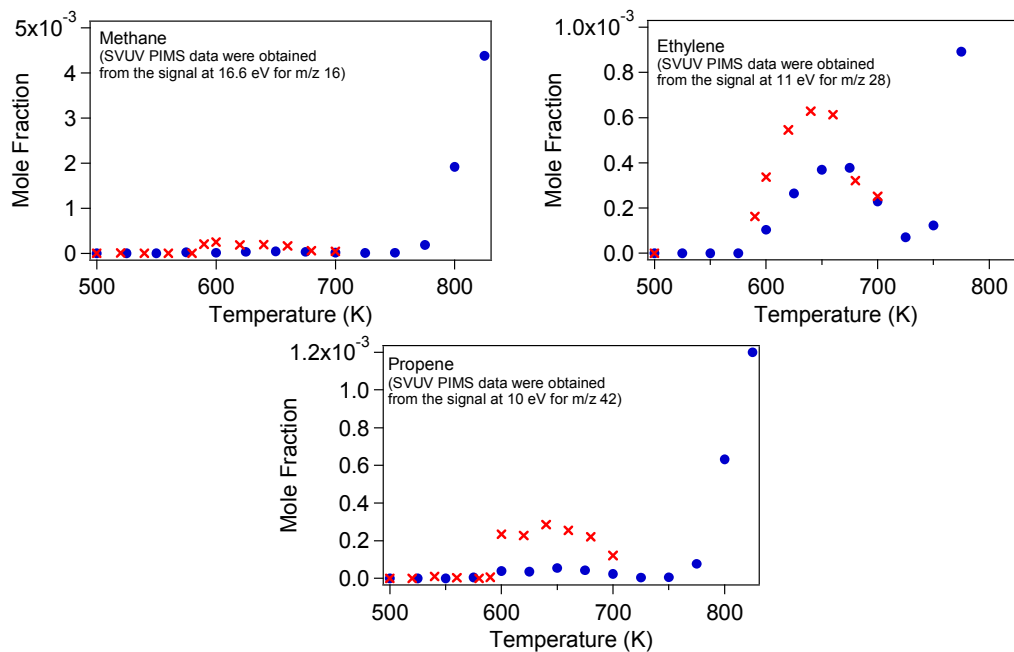 5x10-3
Methane
(SVUV PIMS data were obtained
from the signal at 16.6 eV for m/z 16)
4
3
2
1
0
Mole Fraction
500 600 700 800
Temperature (K)
1.0x10-3
Ethylene
(SVUV PIMS data were obtained
from the signal at 11 eV for m/z 28)
0.8
0.6
0.4
0.2
0.0
Mole Fraction
500 600 700 800
Temperature (K)
1.2x10-3
Propene
(SVUV PIMS data were obtained
from the signal at 10 eV for m/z 42)
1.0
0.8
0.6
0.4
0.2
0.0
Mole Fraction
500 600 700 800
Temperature (K)